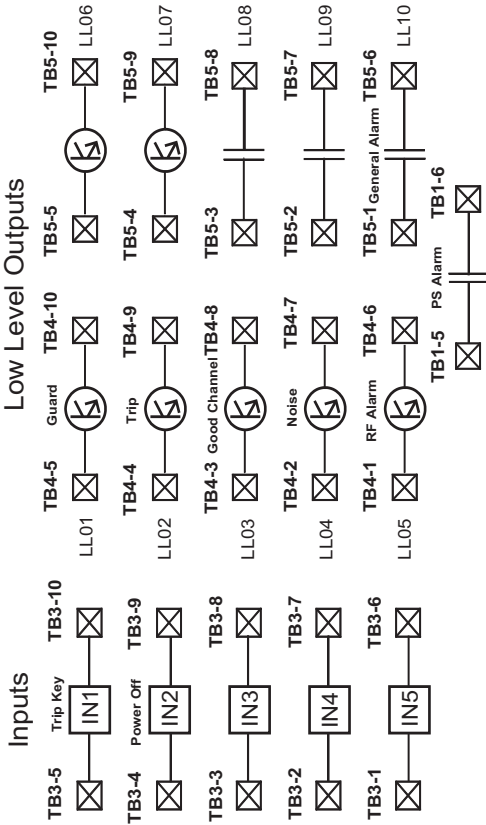 Inputs
Trip Key
TB3-5
IN1
TB3-10
Power Off
TB3-4
IN2
TB3-9
TB3-3
IN3
TB3-8
TB3-2
IN4
TB3-7
TB3-1
IN5
TB3-6
Low Level Outputs
TB4-5
Guard
TB4-10
LL01
TB4-4
Trip
TB4-9
LL02
TB4-3
Good Channel
TB4-8
LL03
TB4-2
Noise
TB4-7
LL04
TB4-1
RF Alarm
TB4-6
LL05
TB5-5
TB5-10
LL06
TB5-4
TB5-9
LL07
TB5-3
TB5-8
LL08
TB5-2
TB5-7
LL09
TB5-1
General Alarm
TB5-6
LL10
TB1-5
PS Alarm
TB1-6